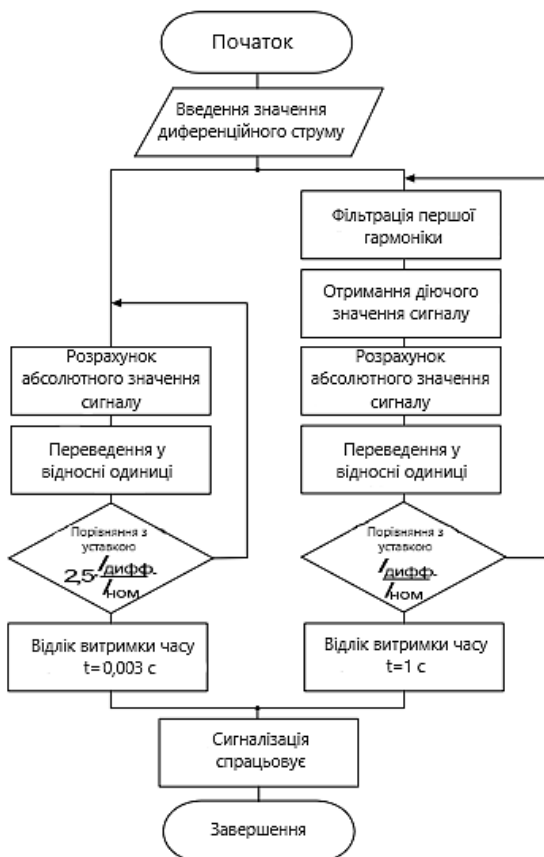 Початок
Введення значення
диференційного струму
Фільтрація першої
гармоніки
Отримання діючого
значення сигналу
Розрахунок
абсолютного значення
сигналу
Переведення у
відносні одиниці
Порівняння з
уставкою
2,5·Iдифф.
Iном
Відлік витримки часу
t=0,003 с
Розрахунок
абсолютного значення
сигналу
Переведення у
відносні одиниці
Порівняння з
уставкою
Iдифф.
Iном
Відлік витримки часу
t=1 с
Сигналізація
спрацьовує
Завершення